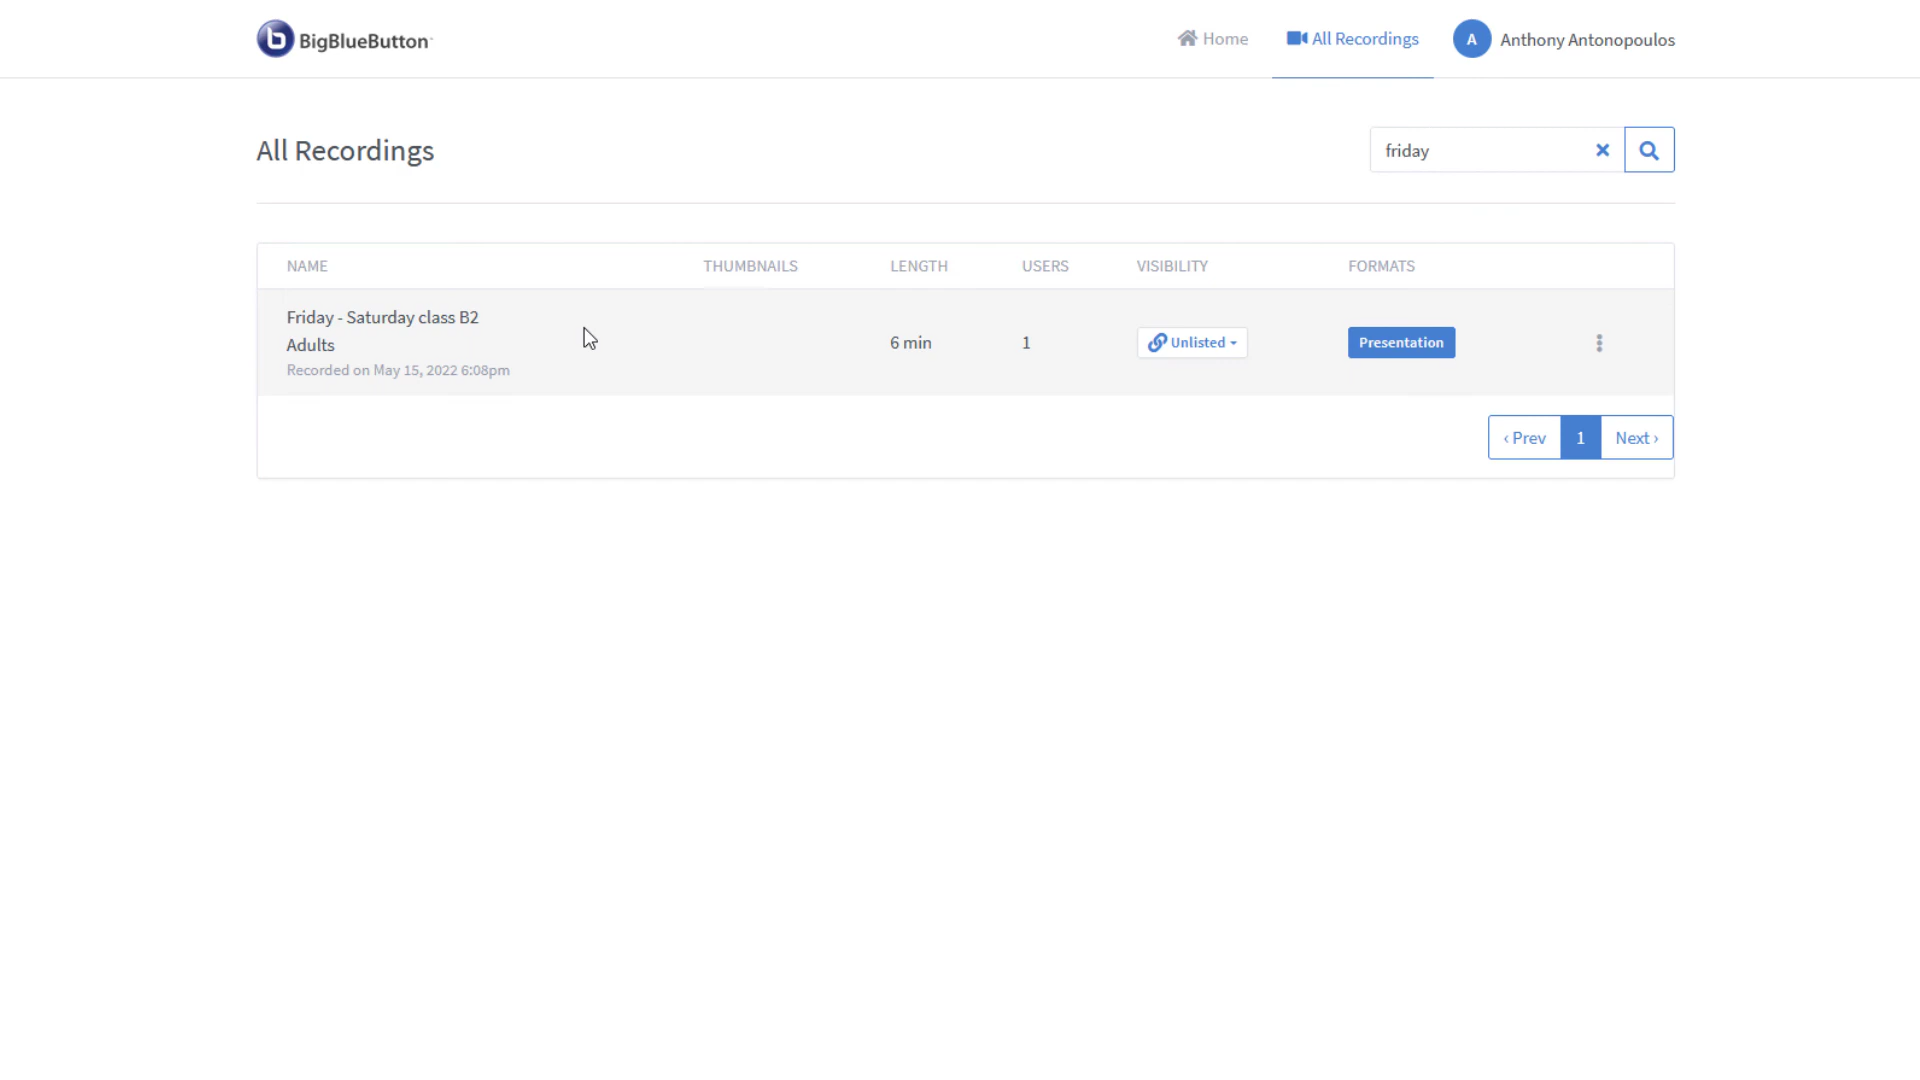 BigBlueButton
Home
All Recordings
A
Anthony Antonopoulos
All Recordings
friday
NAME
THUMBNAILS
LENGTH
USERS
VISIBILITY
FORMATS
Friday - Saturday class B2
Adults
Recorded on May 15, 2022 6:08pm
6 min
1
Unlisted
Presentation
‹ Prev
1
Next ›